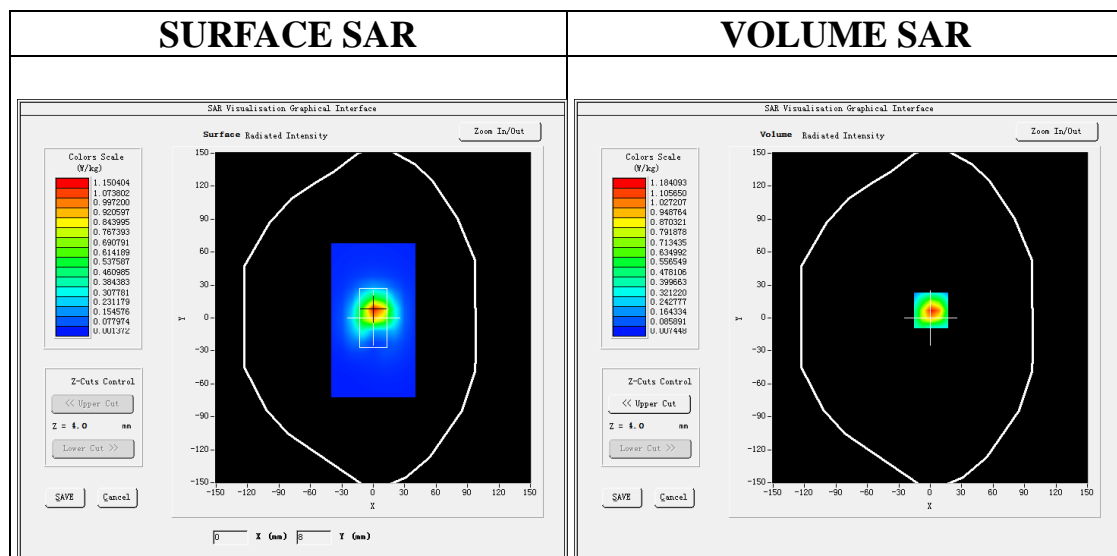 SURFACE SAR
VOLUME SAR
SAR Visualisation Graphical Interface
Surface Radiated Intensity
Zoom In/Out
Colors Scale
(W/kg)
1.150404
1.073802
0.997200
0.920597
0.843995
0.767393
0.690791
0.614189
0.537587
0.460985
0.384383
0.307781
0.231179
0.154576
0.077974
0.001372
150
120
90
60
30
0
-30
-60
-90
-120
-150
Y
-150 -120 -90 -60 -30 0 30 60 90 120 150
X
Z-Cuts Control
<< Upper Cut
Z = 4.0 mm
Lower Cut >>
SAVE Cancel
0 X (mm) 8 Y (mm)
SAR Visualisation Graphical Interface
Volume Radiated Intensity
Zoom In/Out
Colors Scale
(W/kg)
1.184093
1.105650
1.027207
0.948764
0.870321
0.791878
0.713435
0.634992
0.556549
0.478106
0.399663
0.321220
0.242777
0.164334
0.085891
0.007448
150
120
90
60
30
0
-30
-60
-90
-120
-150
Y
-150 -120 -90 -60 -30 0 30 60 90 120 150
X
Z-Cuts Control
<< Upper Cut
Z = 4.0 mm
Lower Cut >>
SAVE Cancel